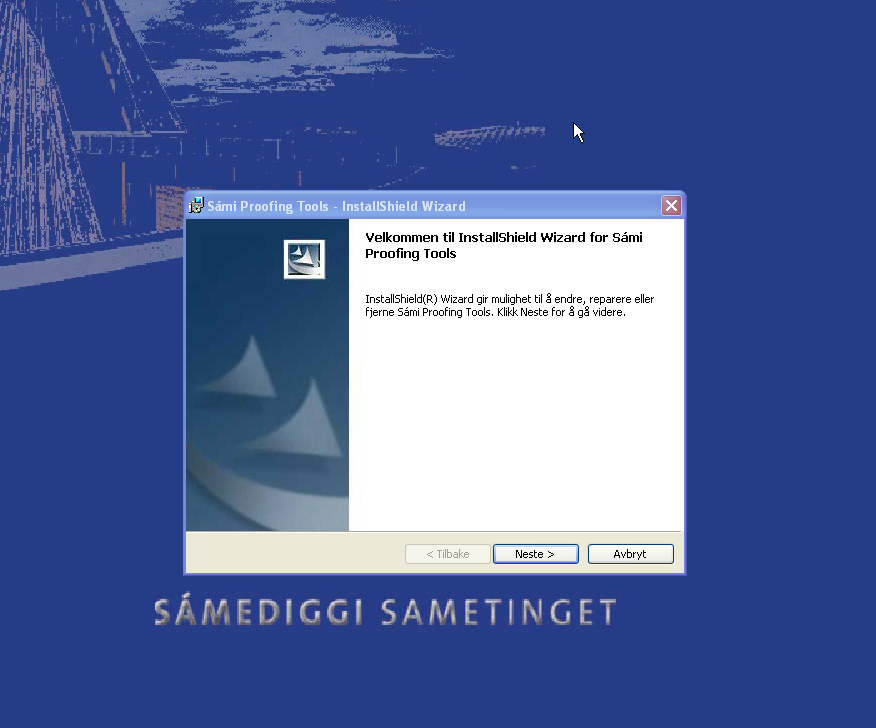 Sámi Proofing Tools - InstallShield Wizard
Velkommen til InstallShield Wizard for Sámi
Proofing Tools
InstallShield(R) Wizard gir mulighet til å endre, reparere eller
fjerne Sámi Proofing Tools. Klikk Neste for å gå videre.
< Tilbake
Neste >
Avbryt
SÁMEDIGGI SAMETINGET